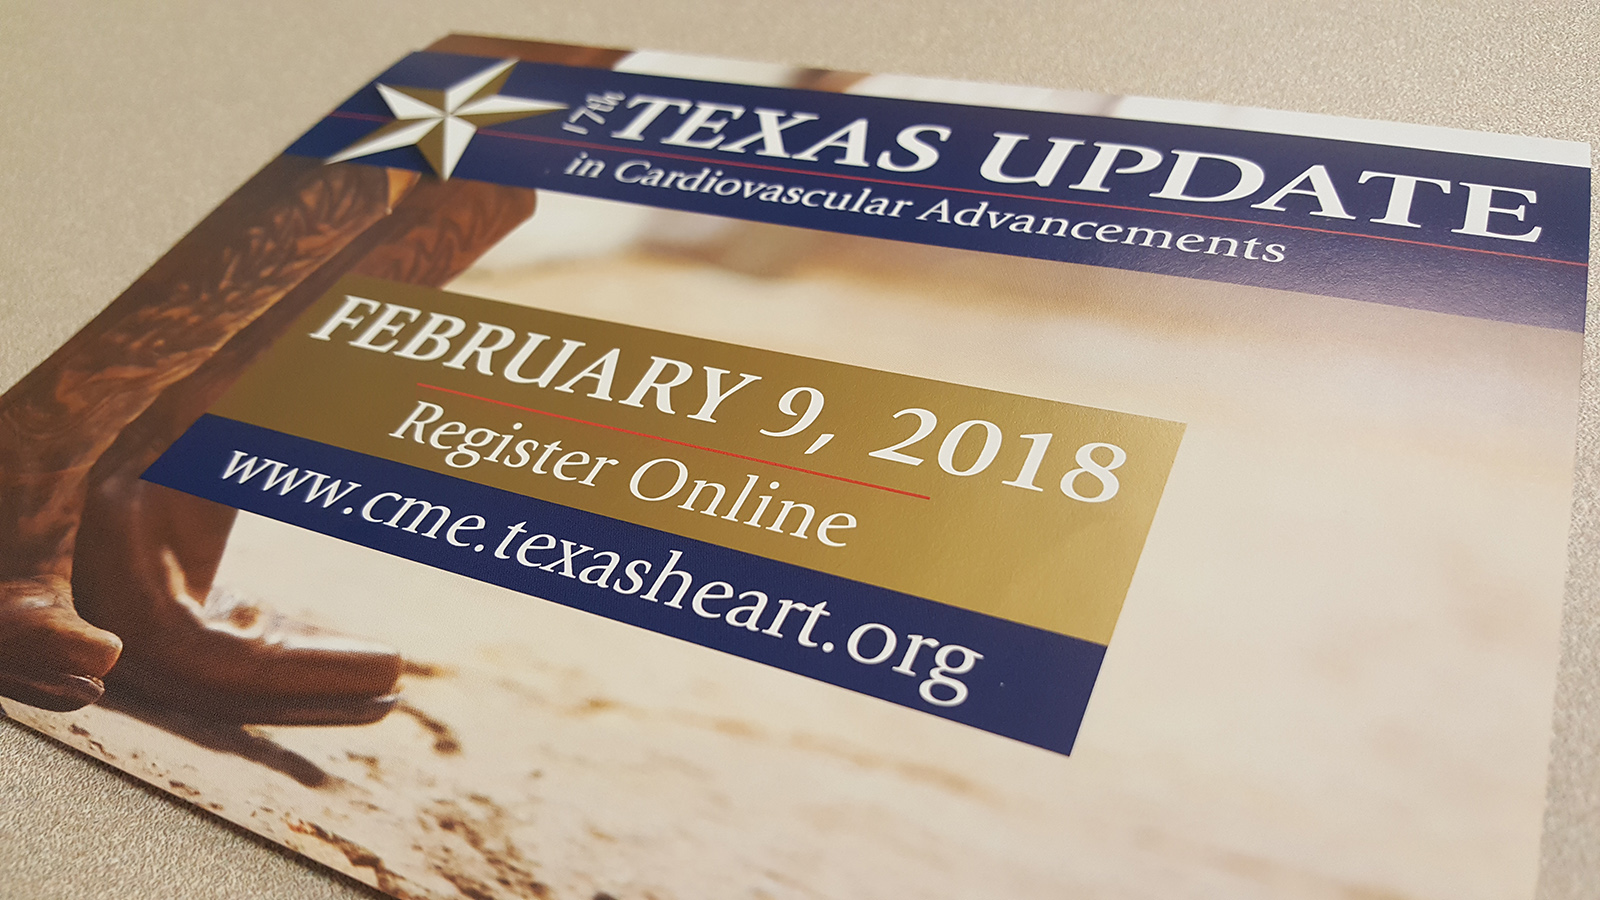 17th TEXAS UPDATE
in Cardiovascular Advancements
FEBRUARY 9, 2018
Register Online
www.cme.texasheart.org